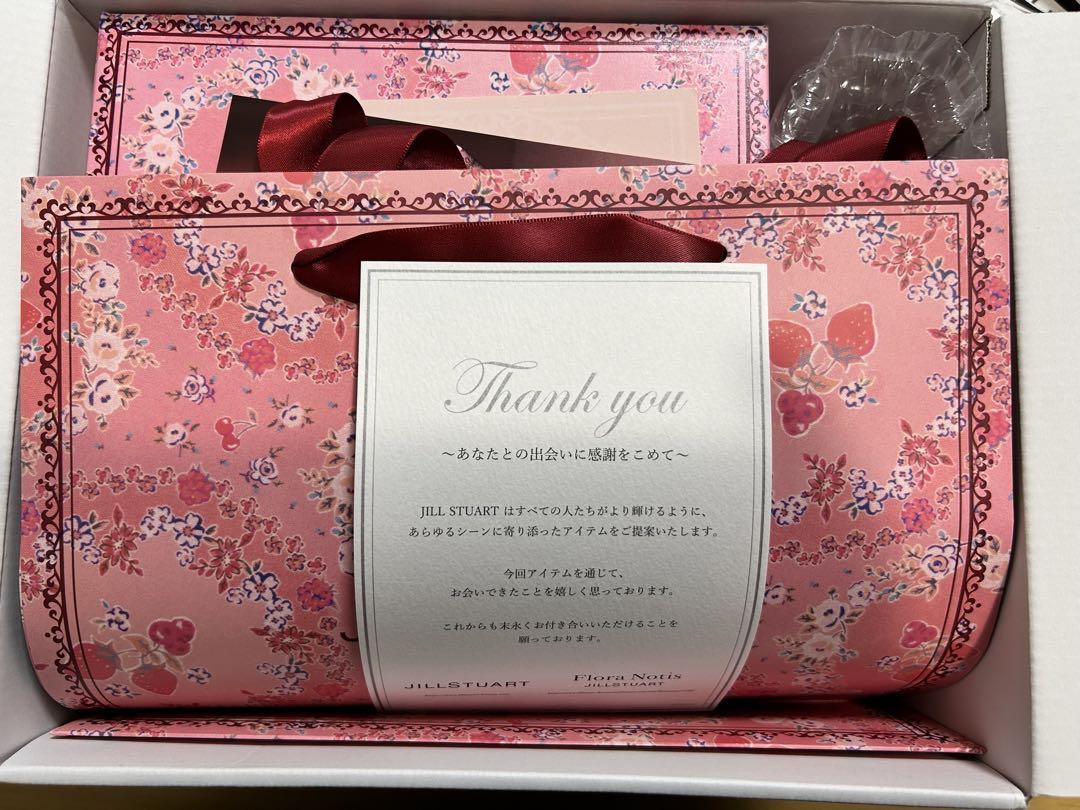 Thank you
～あなたとの出会いに感謝をこめて～
JILL STUART はすべての人たちがより輝けるように、
あらゆるシーンに寄り添ったアイテムをご提案いたします。
今回アイテムを通じて、
お会いできたことを嬉しく思っております。
これからも末永くお付き合いいただけることを
願っております。
JILLSTUART
Flora Notis
JILLSTUART